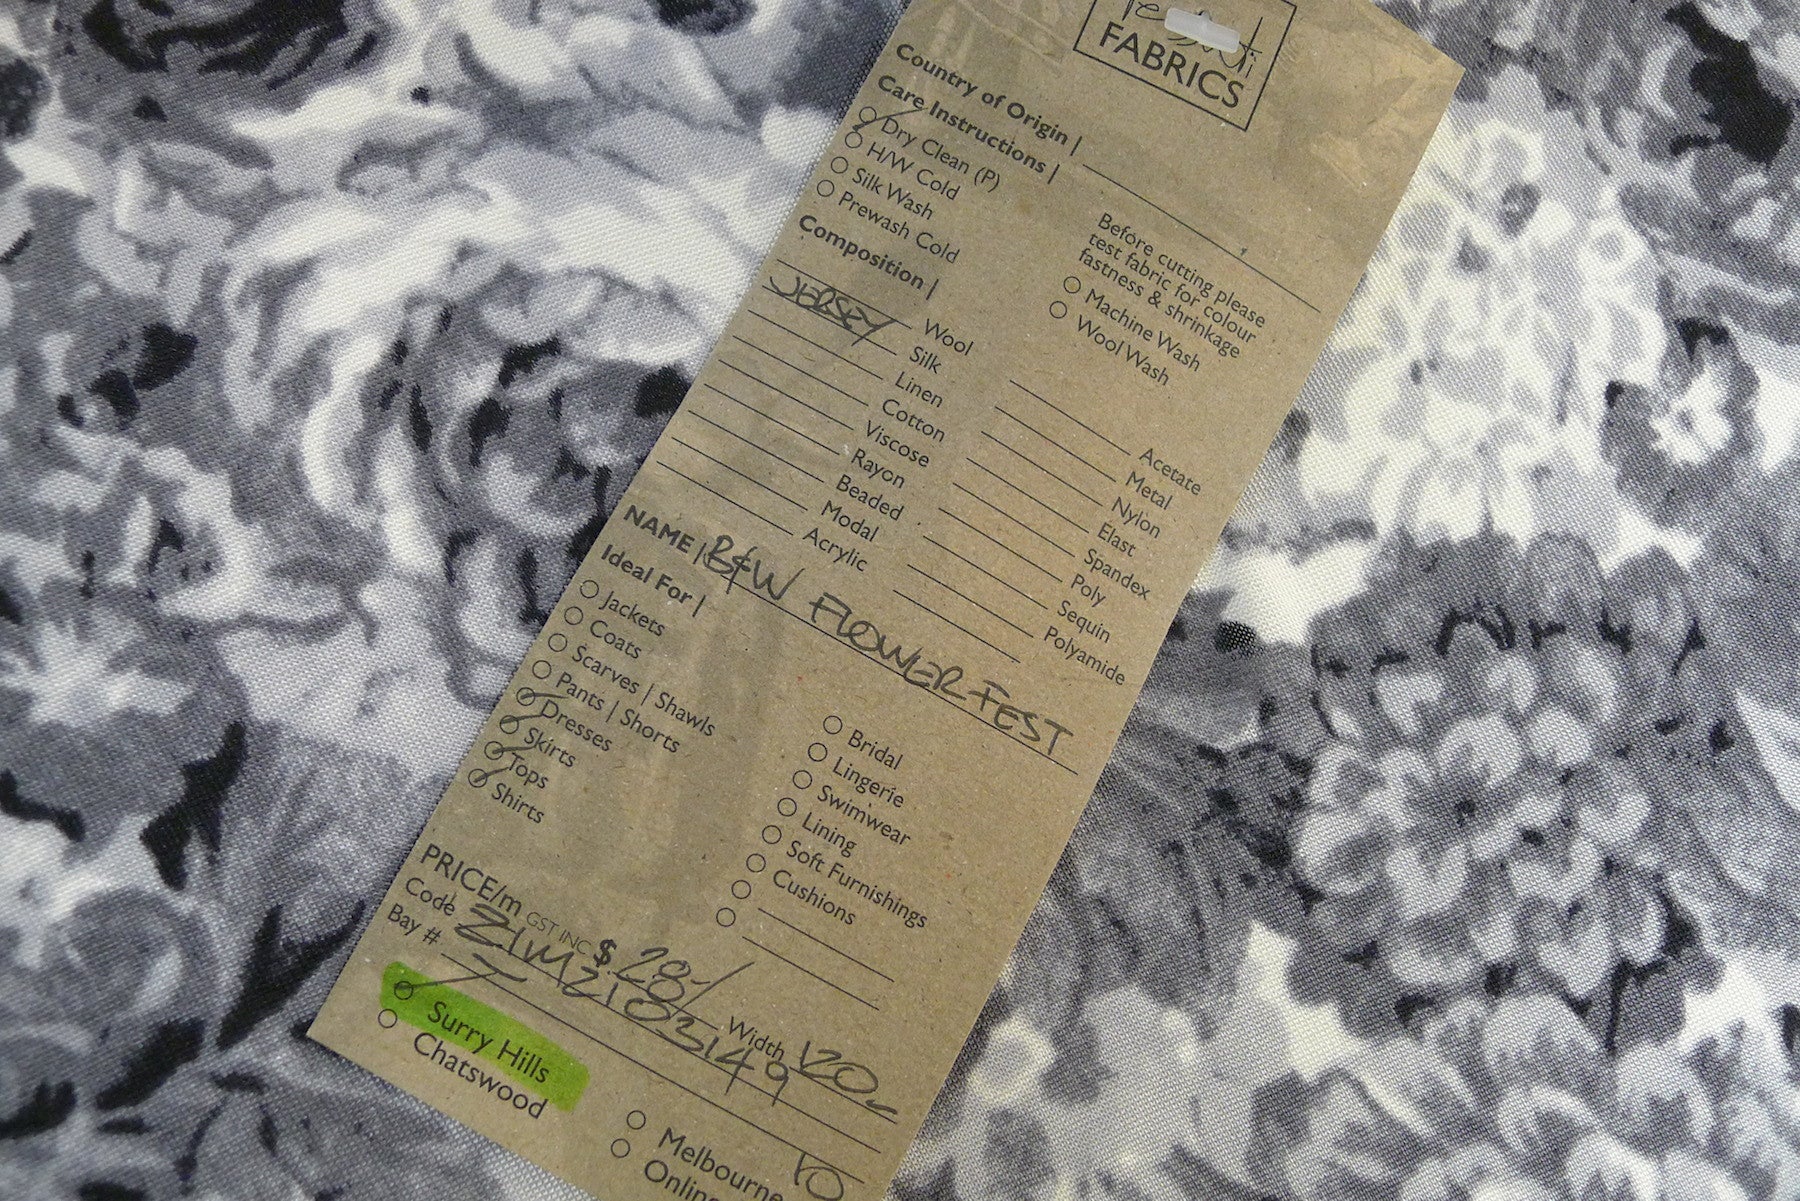 FABRICS
Country of Origin |
Care Instructions |
Dry Clean (P)
H/W Cold
Silk Wash
Prewash Cold
Before cutting please
test fabric for colour
fastness & shrinkage
Machine Wash
Wool Wash
Composition |
JERSEY
Wool
Silk
Linen
Cotton
Viscose
Rayon
Beaded
Modal
Acrylic
Acetate
Metal
Nylon
Elast
Spandex
Poly
Sequin
Polyamide
NAME | B&W FLOWER FEST
Ideal For |
Jackets
Coats
Scarves | Shawls
Pants | Shorts
Dresses
Skirts
Tops
Shirts
Bridal
Lingerie
Swimwear
Lining
Soft Furnishings
Cushions
PRICE/m GST INC $ 28-/
Code
Width 120
Bay #
Surry Hills
Chatswood
Melbourne
Online